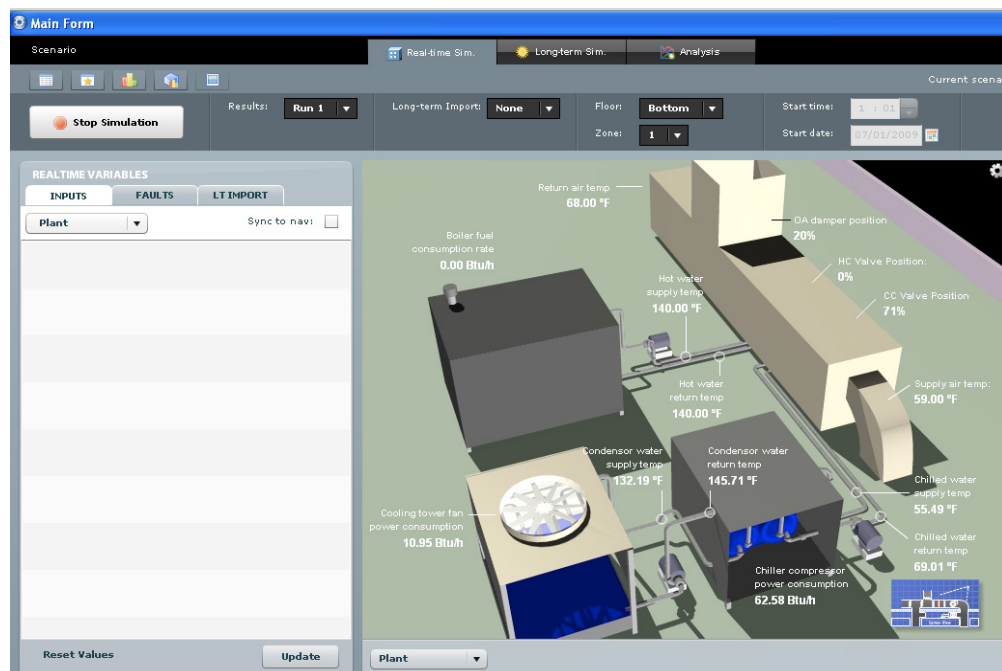 Main Form
Scenario
Real-time Sim.
Long-term Sim.
Analysis
Current scena
Stop Simulation
Results:
Run 1
Long-term Import:
None
Floor:
Bottom
Zone:
1
Start time:
1 : 01
Start date:
07/01/2009
REALTIME VARIABLES
INPUTS
FAULTS
LT IMPORT
Plant
Sync to nav:
Return air temp
68.00 °F
OA damper position
20%
Boiler fuel
consumption rate
0.00 Btu/h
HC Valve Position:
0%
Hot water
supply temp
140.00 °F
CC Valve Position
71%
Hot water
return temp
140.00 °F
Supply air temp:
59.00 °F
Condensor water
supply temp
132.19 °F
Condensor water
return temp
145.71 °F
Chilled water
supply temp
55.49 °F
Cooling tower fan
power consumption
10.95 Btu/h
Chilled water
return temp
69.01 °F
Chiller compressor
power consumption
62.58 Btu/h
Reset Values
Update
Plant